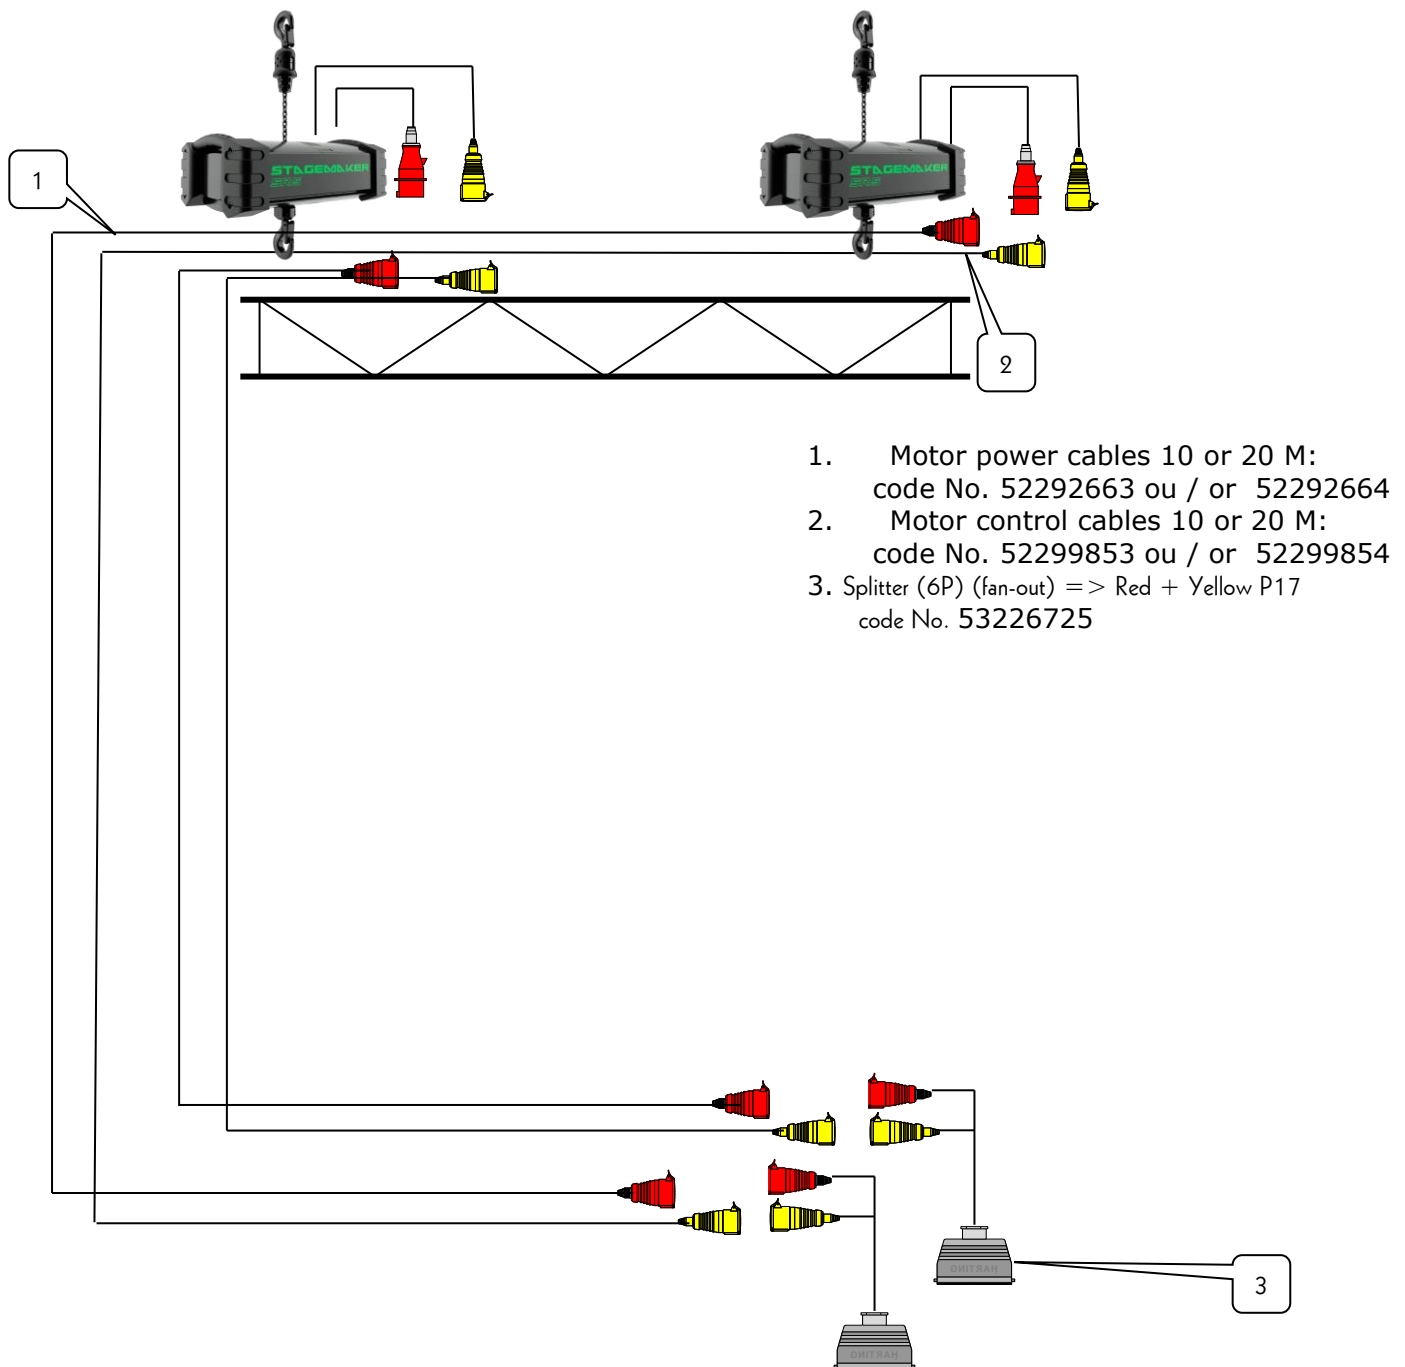 STAGEMAKER
SR5
STAGEMAKER
SR5
1
2
1. Motor power cables 10 or 20 M:
code No. 52292663 ou / or 52292664
2. Motor control cables 10 or 20 M:
code No. 52299853 ou / or 52299854
3. Splitter (6P) (fan-out) => Red + Yellow P17
code No. 53226725
HARTING
3
HARTING